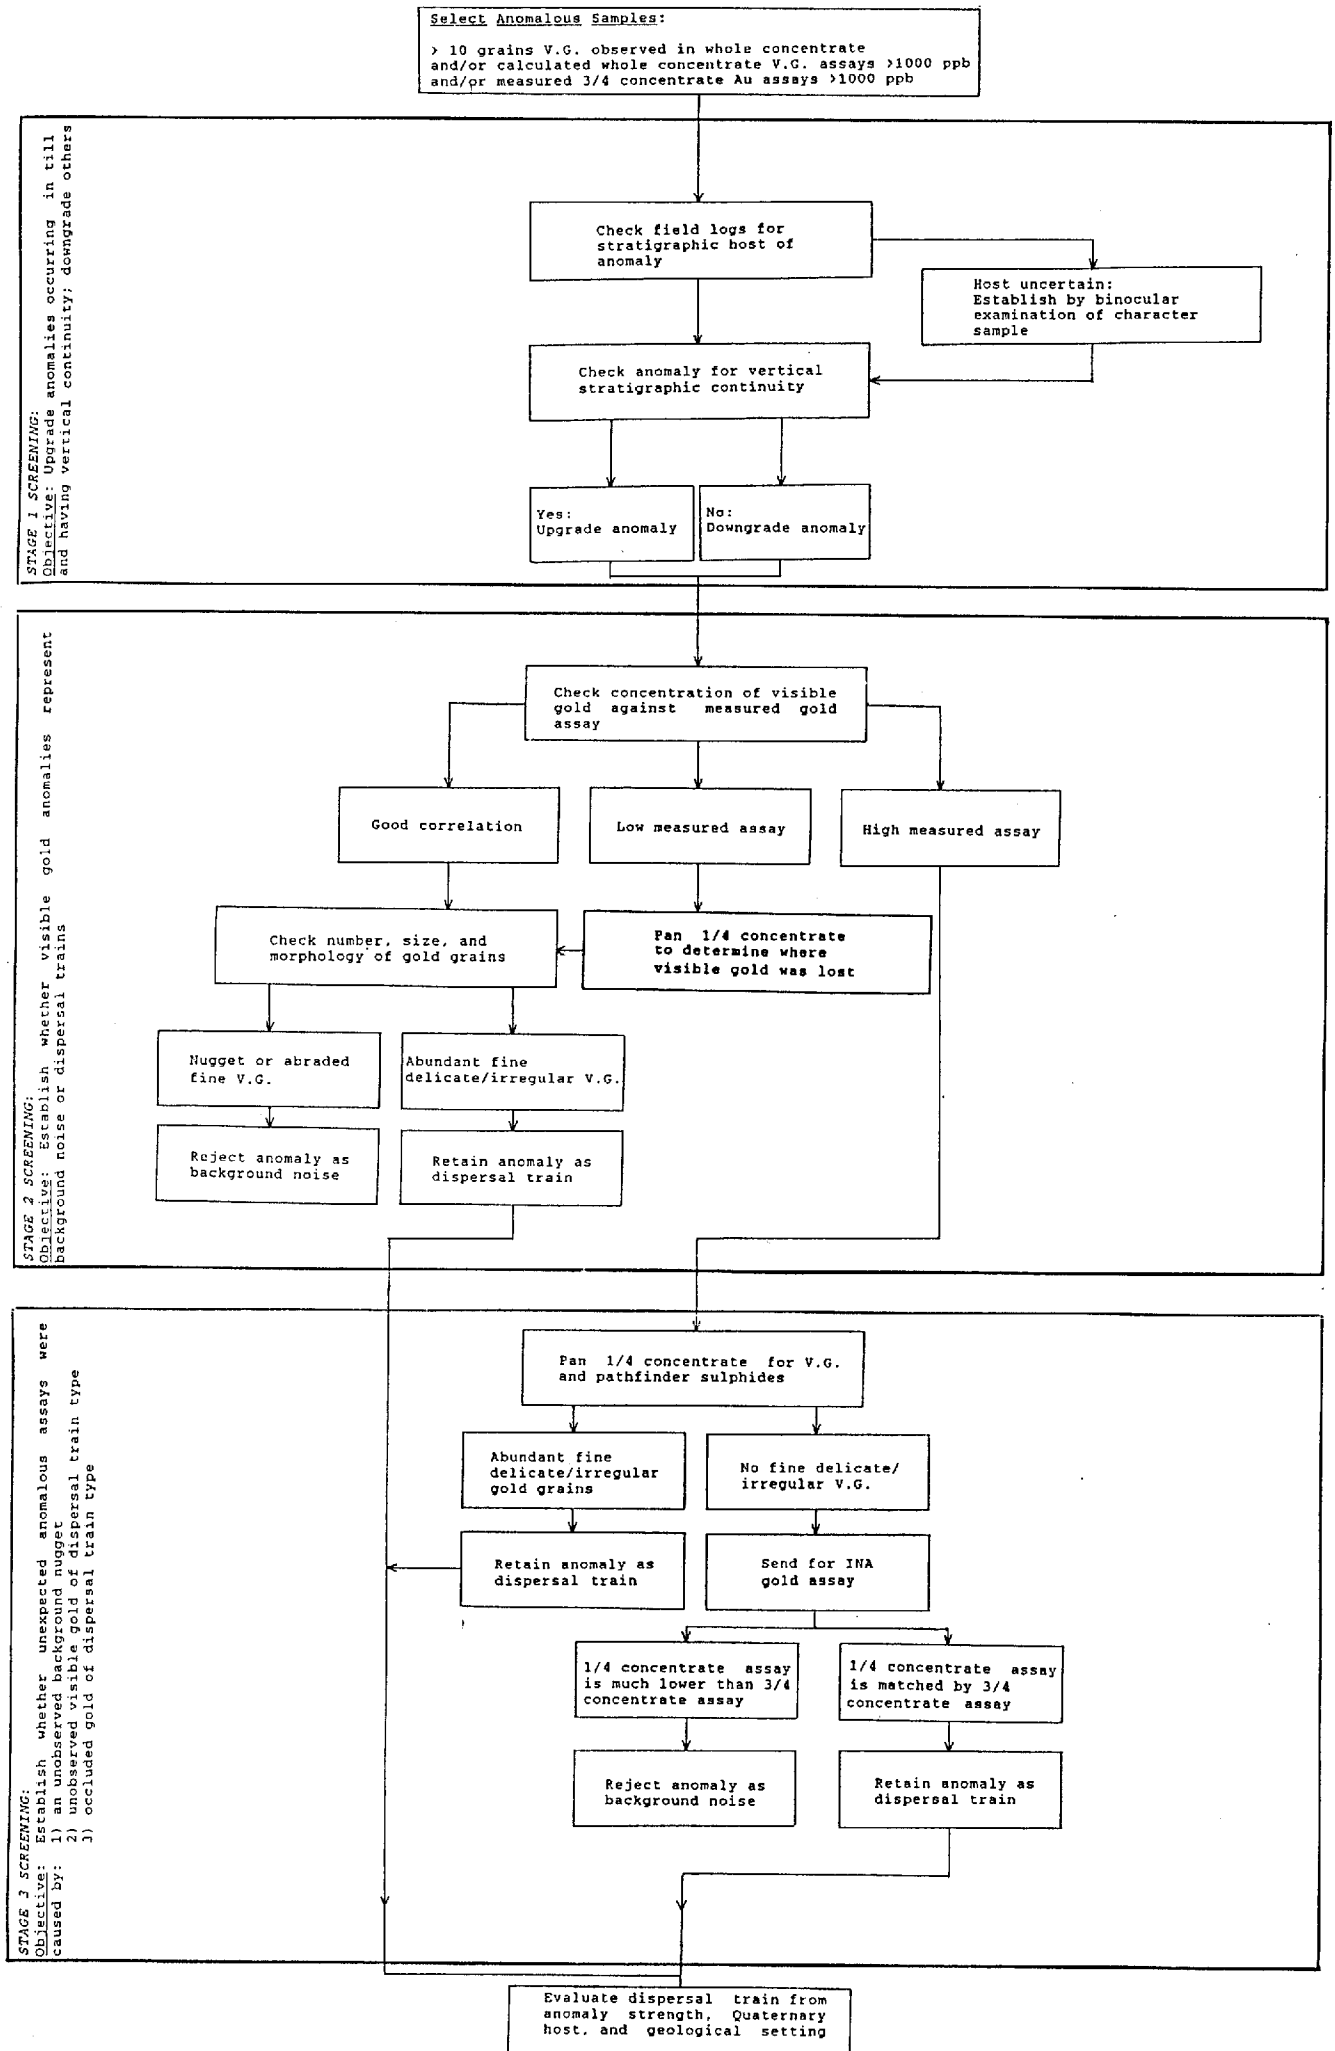 Select Anomalous Samples:
> 10 grains V.G. observed in whole concentrate
and/or calculated whole concentrate V.G. assays >1000 ppb
and/or measured 3/4 concentrate Au assays >1000 ppb
STAGE 1 SCREENING:
Objective: Upgrade anomalies occurring in till
and having vertical continuity; downgrade others
Check field logs for
stratigraphic host of
anomaly
Host uncertain:
Establish by binocular
examination of character
sample
Check anomaly for vertical
stratigraphic continuity
Yes:
Upgrade anomaly
No:
Downgrade anomaly
STAGE 2 SCREENING:
Objective: Establish whether visible gold anomalies represent
background noise or dispersal trains
Check concentration of visible
gold against measured gold
assay
Good correlation
Low measured assay
High measured assay
Check number, size, and
morphology of gold grains
Pan 1/4 concentrate
to determine where
visible gold was lost
Nugget or abraded
fine V.G.
Abundant fine
delicate/irregular V.G.
Reject anomaly as
background noise
Retain anomaly as
dispersal train
STAGE 3 SCREENING:
Objective: Establish whether unexpected anomalous assays were
caused by: 1) an unobserved background nugget
2) unobserved visible gold of dispersal train type
3) occluded gold of dispersal train type
Pan 1/4 concentrate for V.G.
and pathfinder sulphides
Abundant fine
delicate/irregular
gold grains
No fine delicate/
irregular V.G.
Retain anomaly as
dispersal train
Send for INA
gold assay
1/4 concentrate assay
is much lower than 3/4
concentrate assay
1/4 concentrate assay
is matched by 3/4
concentrate assay
Reject anomaly as
background noise
Retain anomaly as
dispersal train
Evaluate dispersal train from
anomaly strength, Quaternary
host, and geological setting